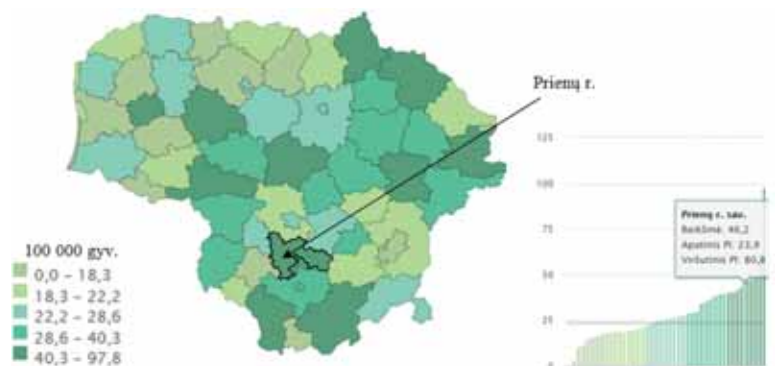 Prienų r.
125
100
75
50
25
0
Prienų r. sav.
Reikšmė: 46,2
Apatinis PI: 23,9
Viršutinis PI: 80,8
100 000 gyv.
0,0 – 18,3
18,3 – 22,2
22,2 – 28,6
28,6 – 40,3
40,3 – 97,8